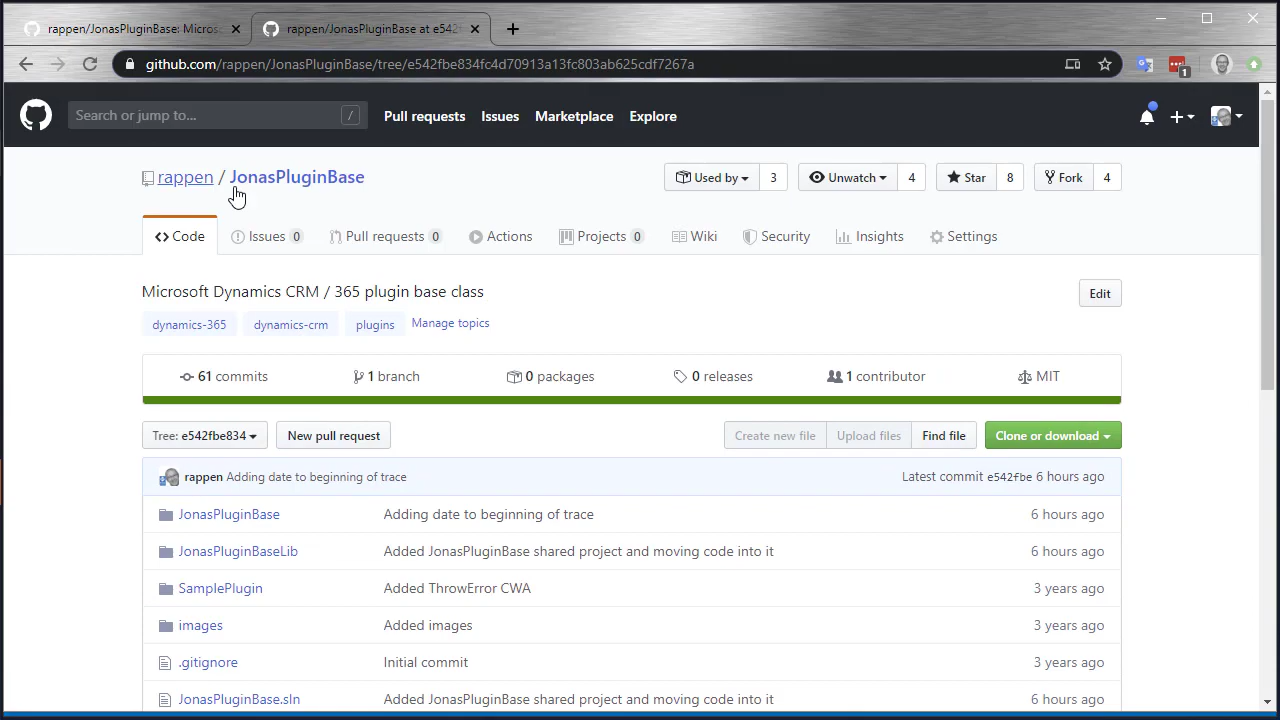 rappen/JonasPluginBase: Micros
rappen/JonasPluginBase at e542
github.com/rappen/JonasPluginBase/tree/e542fbe834fc4d70913a13fc803ab625cdf7267a
1
Search or jump to... /
Pull requests Issues Marketplace Explore
rappen / JonasPluginBase
Used by 3 Unwatch 4 Star 8 Fork 4
Code Issues 0 Pull requests 0 Actions Projects 0 Wiki Security Insights Settings
Microsoft Dynamics CRM / 365 plugin base class Edit
dynamics-365 dynamics-crm plugins Manage topics
61 commits 1 branch 0 packages 0 releases 1 contributor MIT
Tree: e542fbe834 New pull request Create new file Upload files Find file Clone or download
rappen Adding date to beginning of trace Latest commit e542fbe 6 hours ago
JonasPluginBase Adding date to beginning of trace 6 hours ago
JonasPluginBaseLib Added JonasPluginBase shared project and moving code into it 6 hours ago
SamplePlugin Added ThrowError CWA 3 years ago
images Added images 3 years ago
.gitignore Initial commit 3 years ago
JonasPluginBase.sln Added JonasPluginBase shared project and moving code into it 6 hours ago